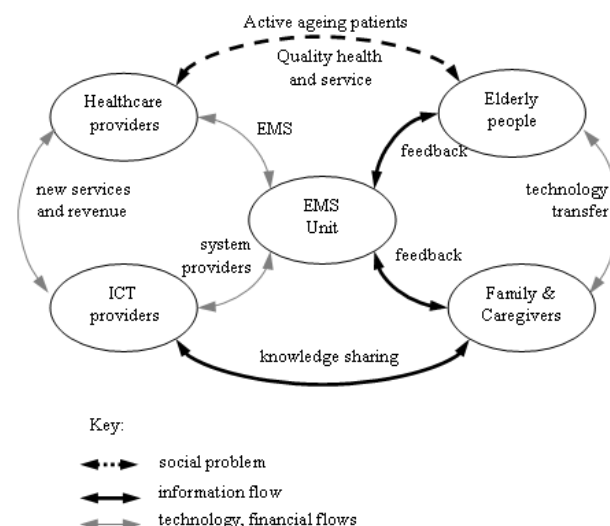 Active ageing patients
Quality health
and service
Healthcare
providers
Elderly
people
EMS
feedback
new services
and revenue
technology
transfer
EMS
Unit
system
providers
feedback
ICT
providers
Family &
Caregivers
knowledge sharing
Key:
social problem
information flow
technology, financial flows